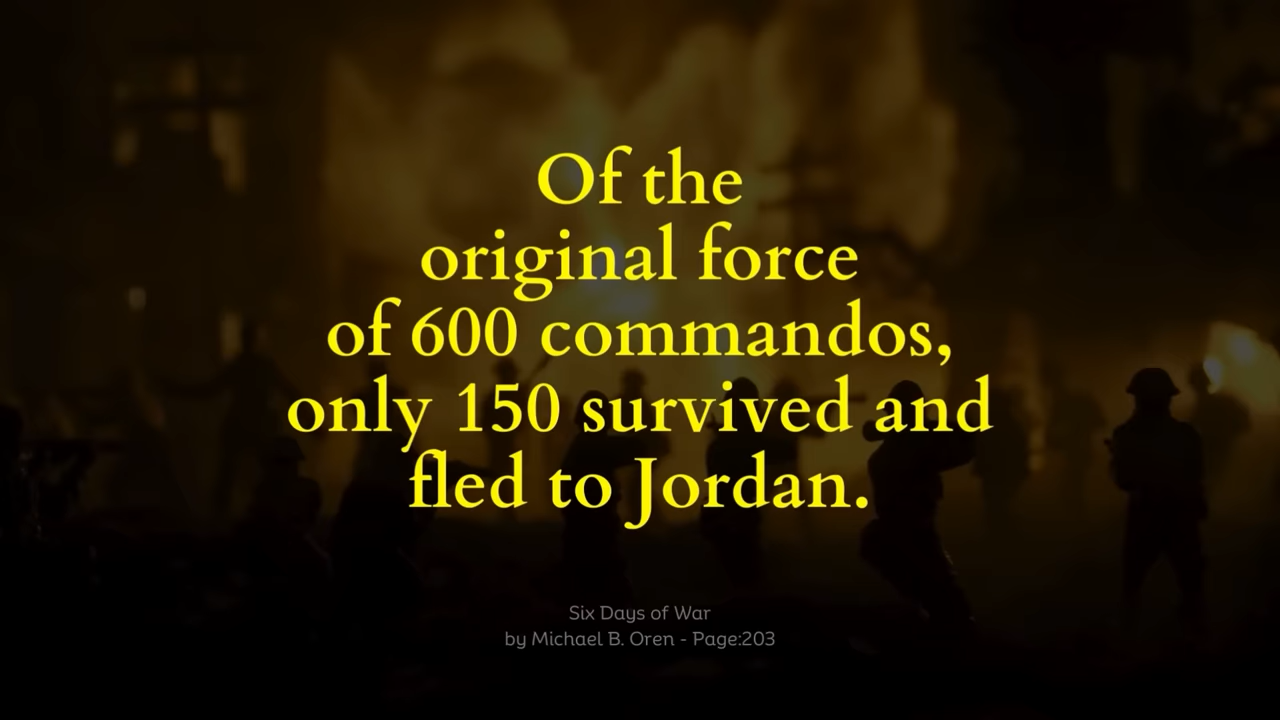 Of the
original force
of 600 commandos,
only 150 survived and
fled to Jordan.
Six Days of War
by Michael B. Oren - Page:203